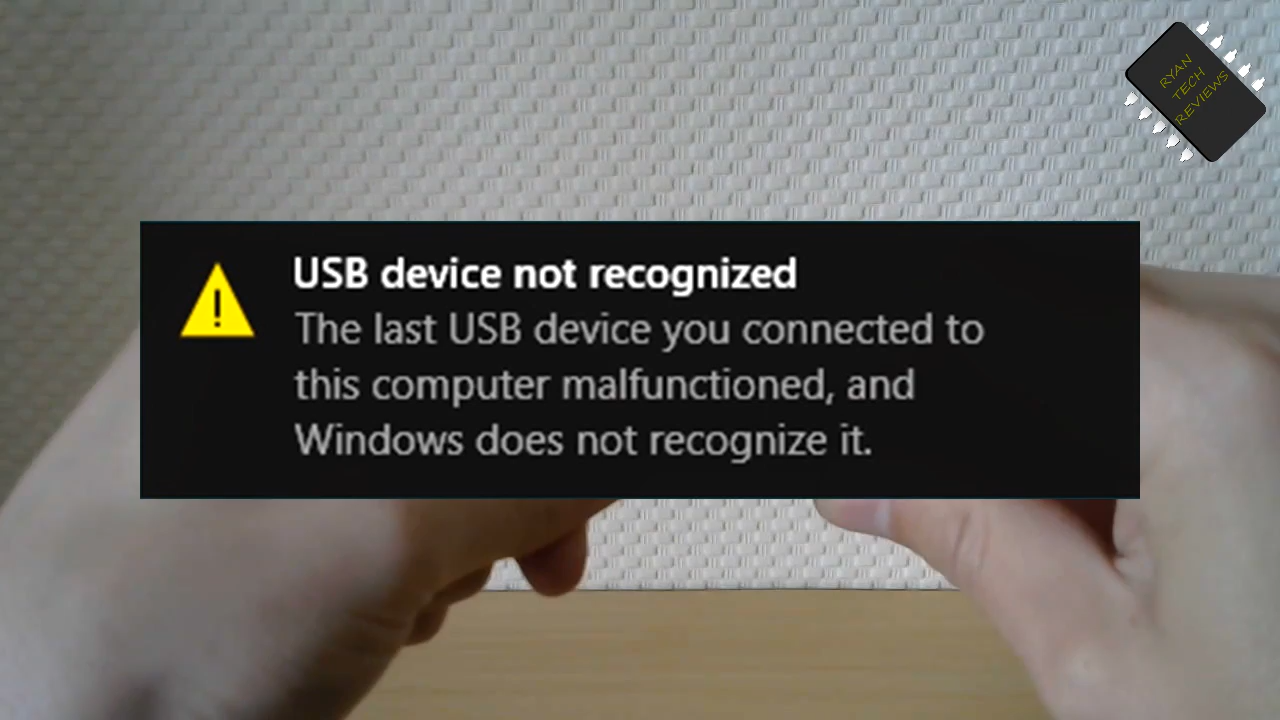 RYAN
TECH
REVIEWS
USB device not recognized
The last USB device you connected to
this computer malfunctioned, and
Windows does not recognize it.